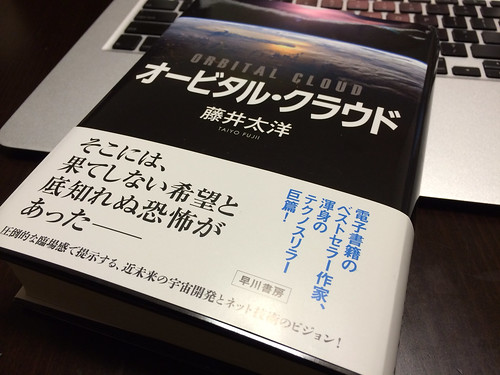 ORBITAL CLOUD
オービタル・クラウド
藤井太洋
TAIYO FUJII
そこには、
果てしない希望と
底知れぬ恐怖が
あった――
電子書籍の
ベストセラー作家、
渾身の
テクノスリラー
巨篇！
圧倒的な臨場感で提示する、近未来の宇宙開発とネット技術のビジョン！
早川書房